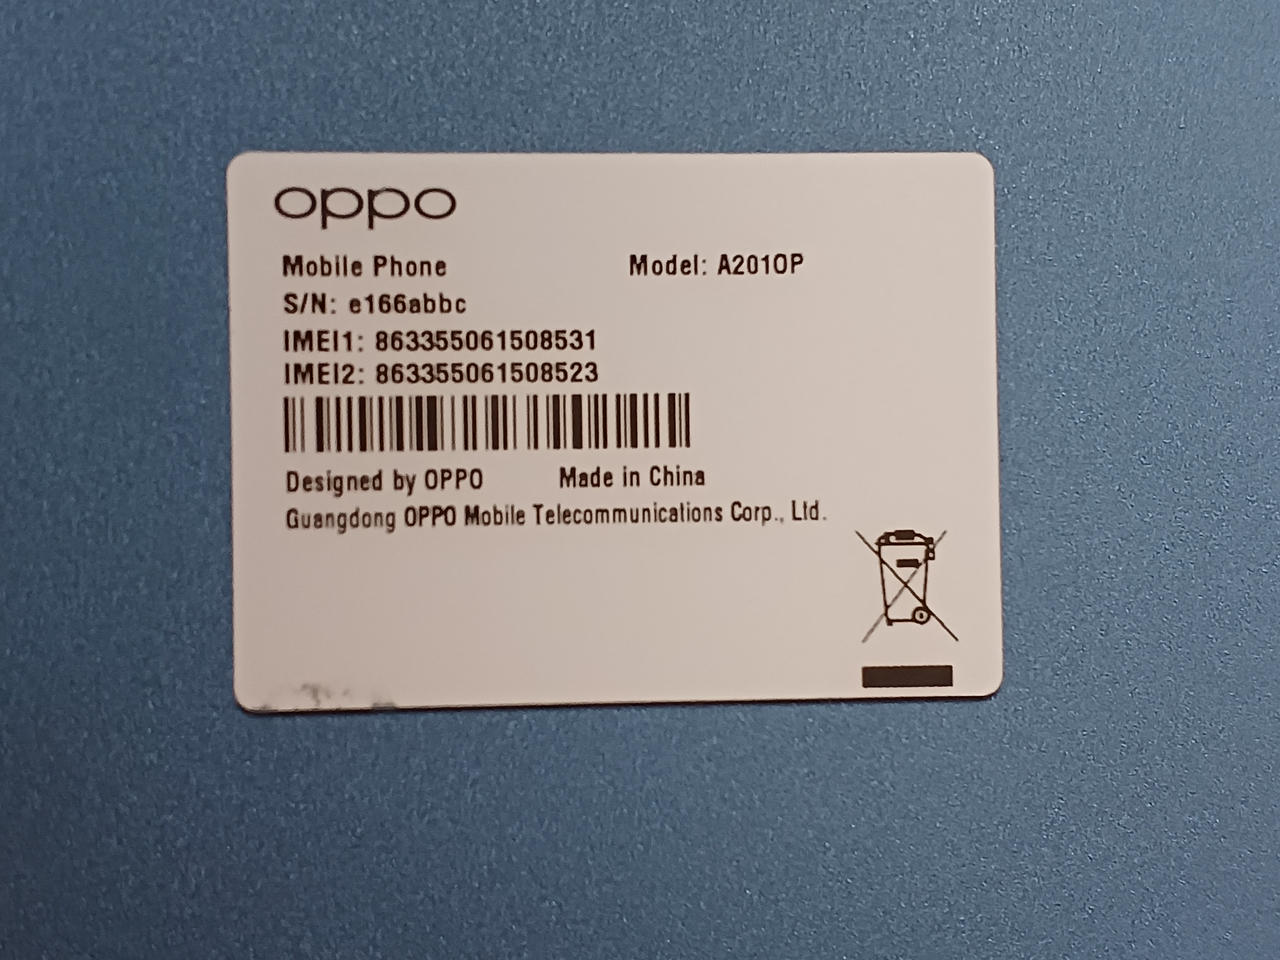 oppo
Mobile Phone Model: A201OP
S/N: e166abbc
IMEI1: 863355061508531
IMEI2: 863355061508523
Designed by OPPO Made in China
Guangdong OPPO Mobile Telecommunications Corp., Ltd.